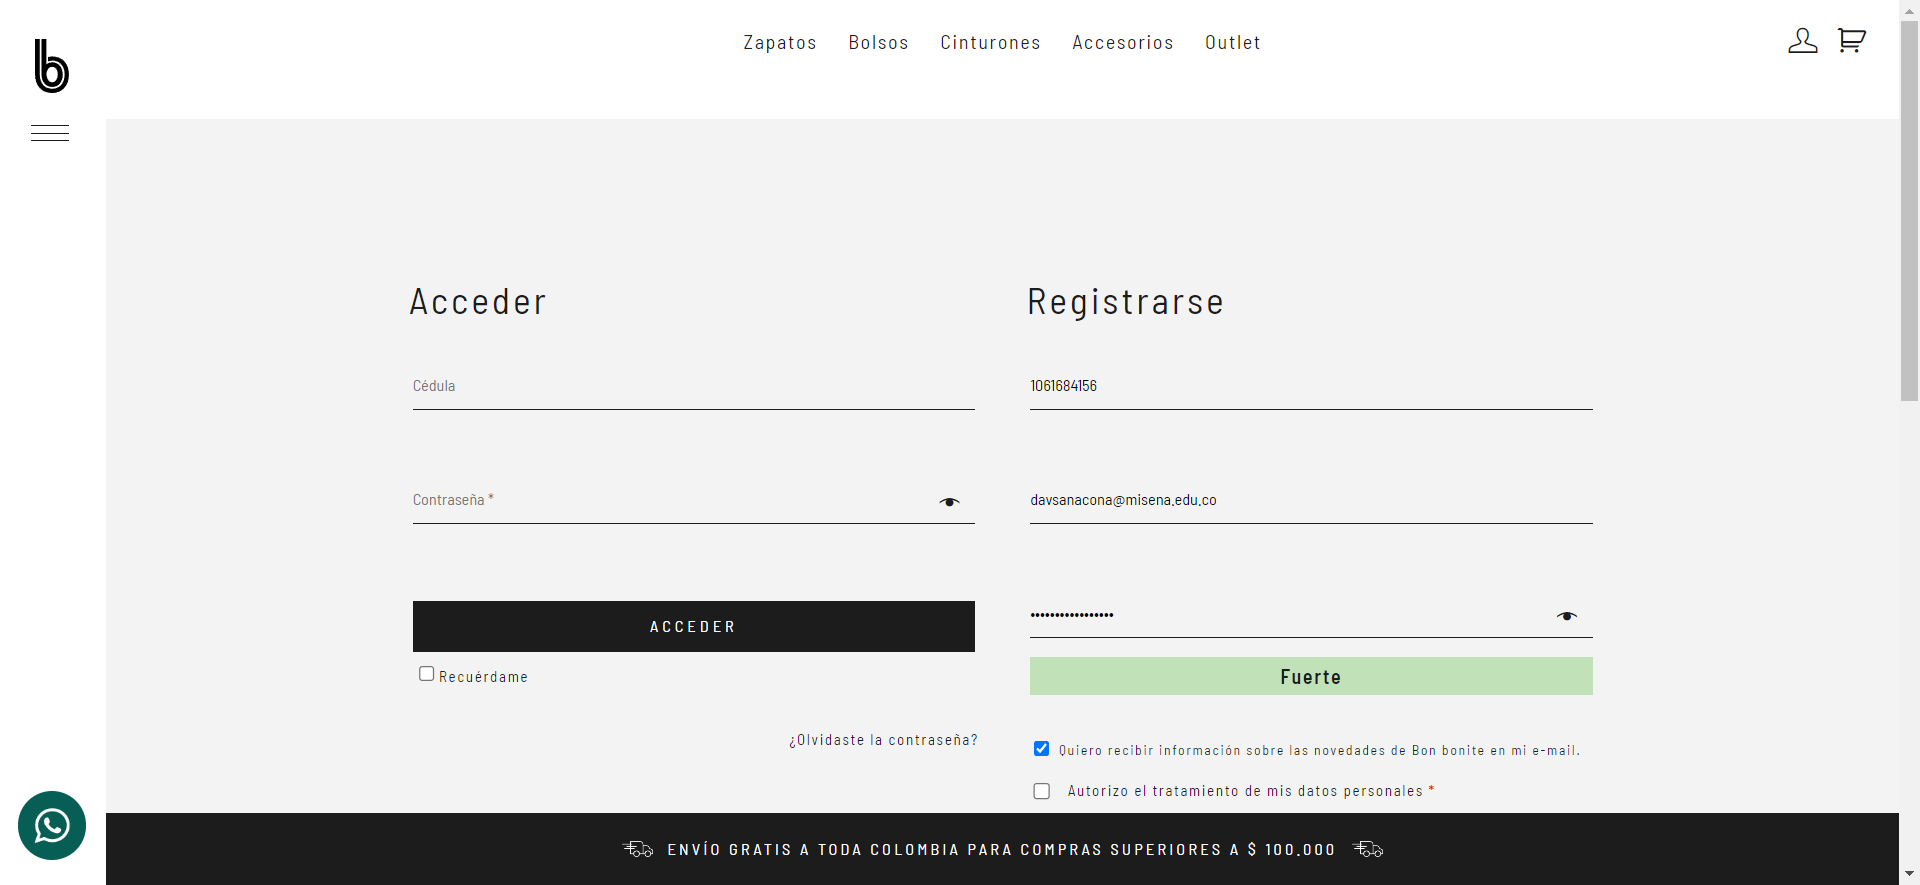 b
Zapatos Bolsos Cinturones Accesorios Outlet
Acceder
Cédula
Contraseña *
ACCEDER
Recuérdame
¿Olvidaste la contraseña?
Registrarse
1061684156
davsanacona@misena.edu.co
•••••••••••••••••
Fuerte
Quiero recibir información sobre las novedades de Bon bonite en mi e-mail.
Autorizo el tratamiento de mis datos personales *
ENVÍO GRATIS A TODA COLOMBIA PARA COMPRAS SUPERIORES A $ 100.000